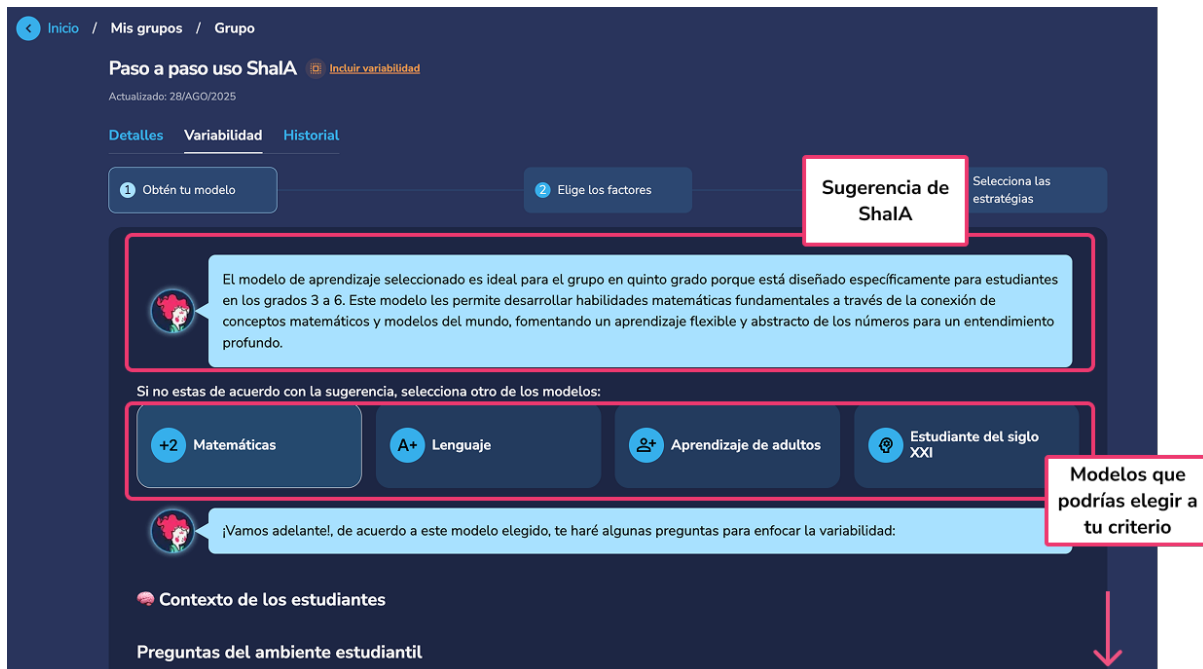 Inicio / Mis grupos / Grupo
Paso a paso uso ShaIA Incluir variabilidad
Actualizado: 28/AGO/2025
Detalles Variabilidad Historial
1 Obtén tu modelo
2 Elige los factores
Selecciona las
estratégias
Sugerencia de
ShaIA
El modelo de aprendizaje seleccionado es ideal para el grupo en quinto grado porque está diseñado específicamente para estudiantes
en los grados 3 a 6. Este modelo les permite desarrollar habilidades matemáticas fundamentales a través de la conexión de
conceptos matemáticos y modelos del mundo, fomentando un aprendizaje flexible y abstracto de los números para un entendimiento
profundo.
Si no estas de acuerdo con la sugerencia, selecciona otro de los modelos:
+2 Matemáticas
A+ Lenguaje
Aprendizaje de adultos
Estudiante del siglo
XXI
Modelos que
podrías elegir a
tu criterio
¡Vamos adelante!, de acuerdo a este modelo elegido, te haré algunas preguntas para enfocar la variabilidad:
Contexto de los estudiantes
Preguntas del ambiente estudiantil